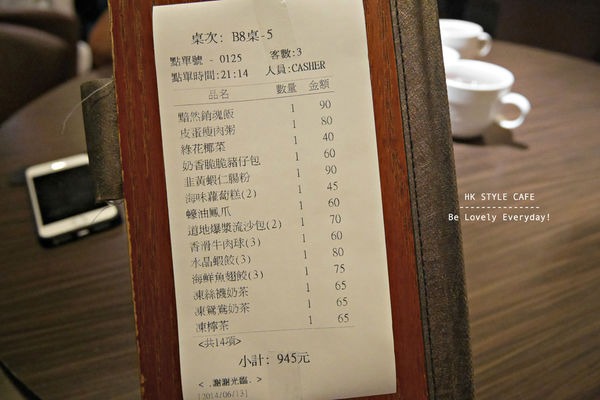 桌次: B8桌-5
點單號 - 0125 客數:3
點單時間:21:14 人員:CASHER
品名 數量 金額
黯然銷魂飯 1 90
皮蛋瘦肉粥 1 80
綠花椰菜 1 40
奶香脆脆豬仔包 1 60
韭黃蝦仁腸粉 1 90
海味蘿蔔糕(2) 1 45
蠔油鳳爪 1 60
道地爆漿流沙包(2) 1 70
香滑牛肉球(3) 1 60
水晶蝦餃(3) 1 80
海鮮魚翅餃(3) 1 75
凍絲襪奶茶 1 65
凍鴛鴦奶茶 1 65
凍檸茶 1 65
<共14項>
小計: 945元
< .謝謝光臨. >
[2014/06/13]
HK STYLE CAFE
Be Lovely Everyday!